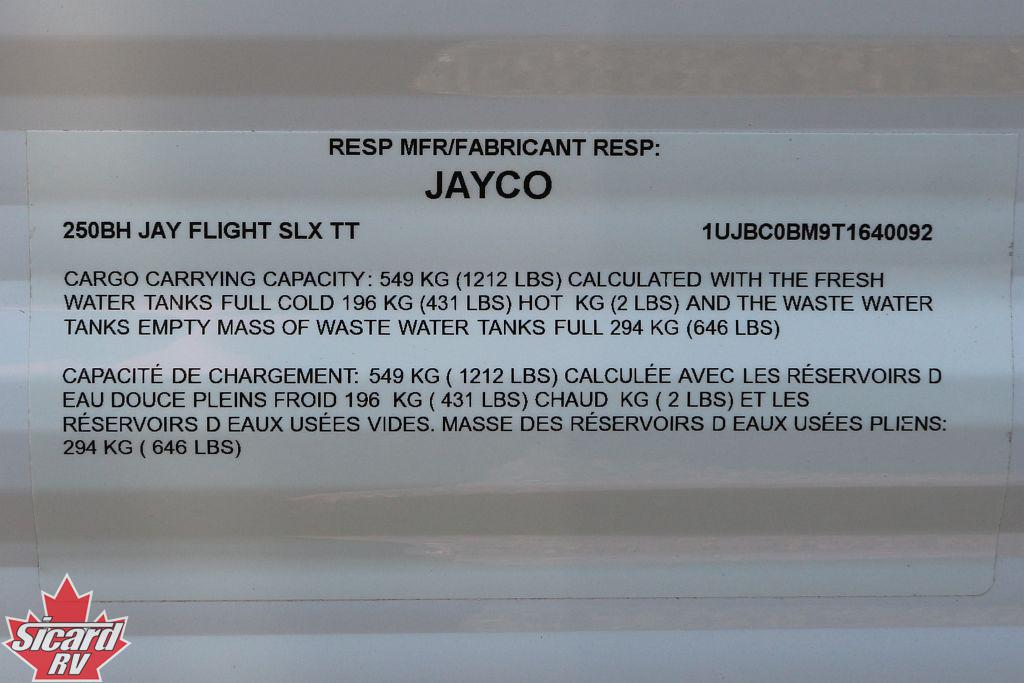 RESP MFR/FABRICANT RESP:
JAYCO
250BH JAY FLIGHT SLX TT 1UJBC0BM9T1640092
CARGO CARRYING CAPACITY: 549 KG (1212 LBS) CALCULATED WITH THE FRESH
WATER TANKS FULL COLD 196 KG (431 LBS) HOT KG (2 LBS) AND THE WASTE WATER
TANKS EMPTY MASS OF WASTE WATER TANKS FULL 294 KG (646 LBS)
CAPACITÉ DE CHARGEMENT: 549 KG ( 1212 LBS) CALCULÉE AVEC LES RÉSERVOIRS D
EAU DOUCE PLEINS FROID 196 KG ( 431 LBS) CHAUD KG ( 2 LBS) ET LES
RÉSERVOIRS D EAUX USÉES VIDES. MASSE DES RÉSERVOIRS D EAUX USÉES PLIENS:
294 KG ( 646 LBS)
Sicard
RV